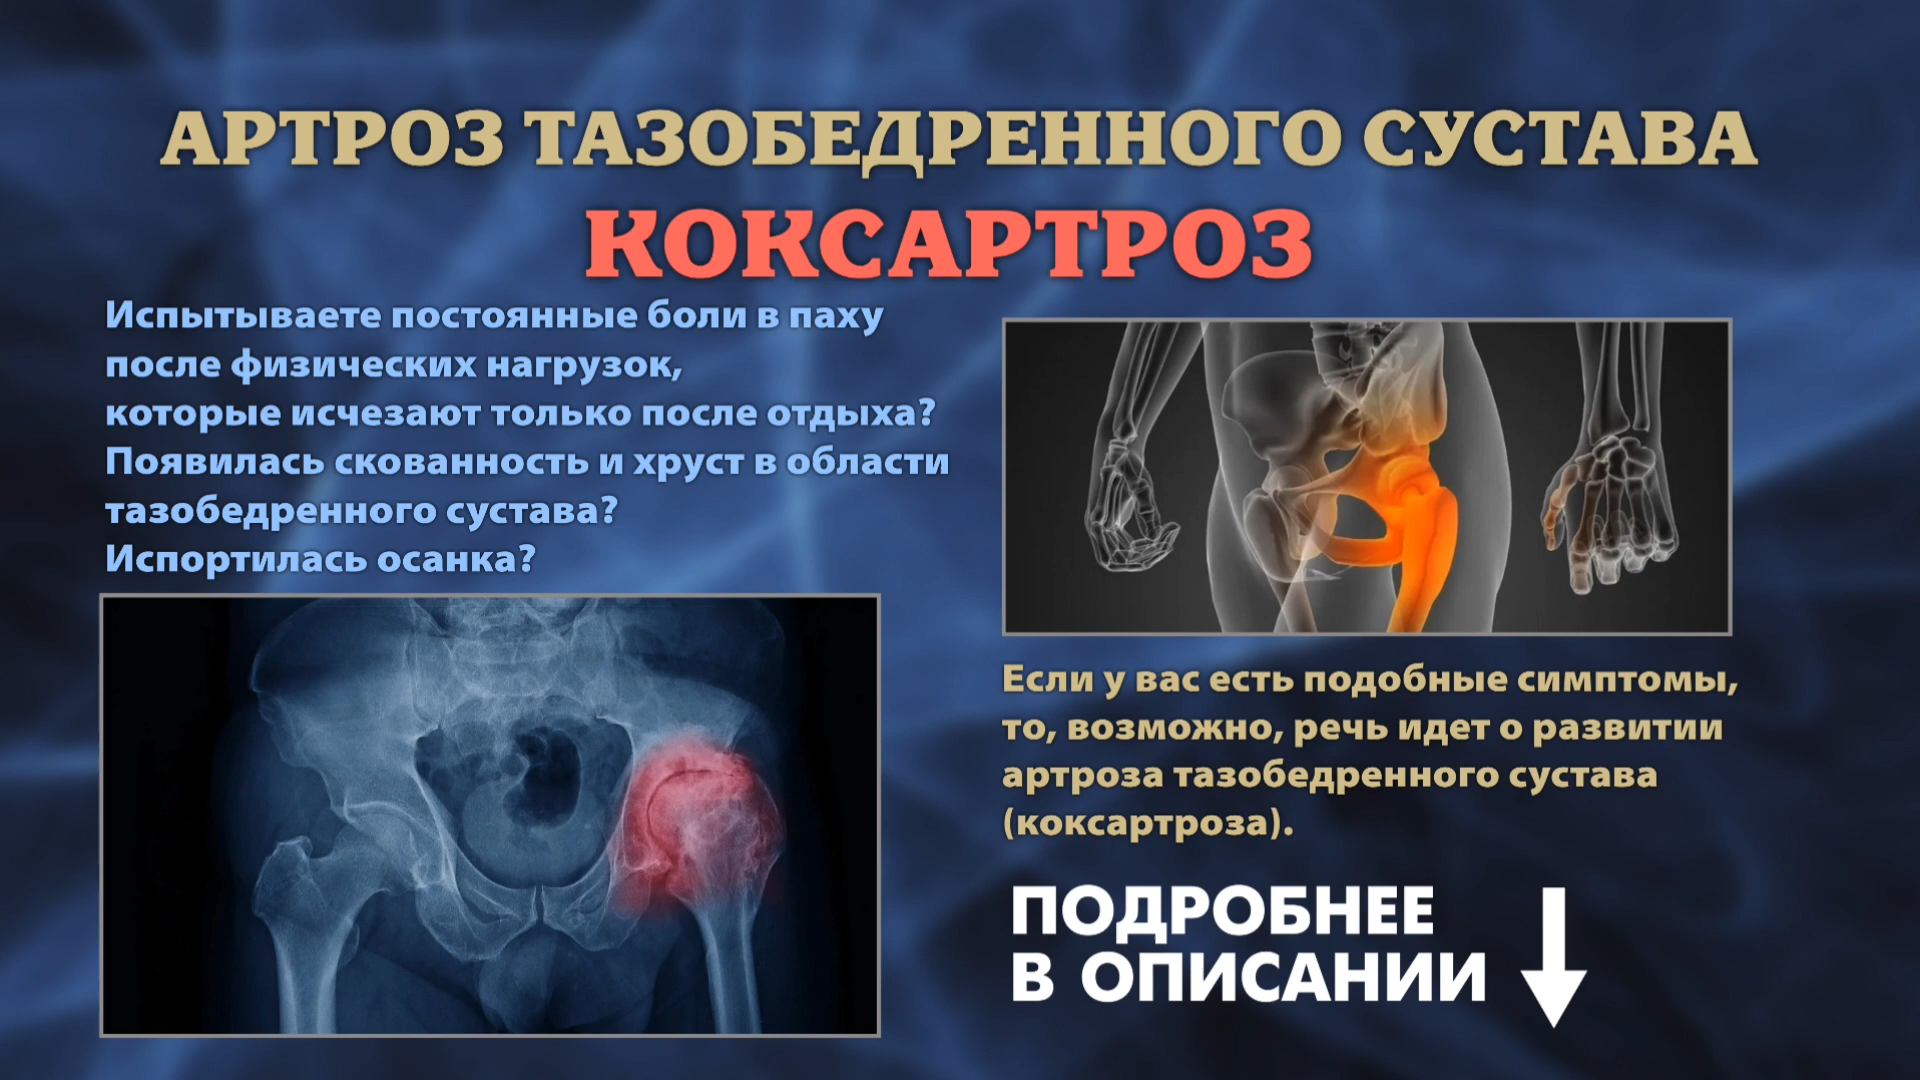 АРТРОЗ ТАЗОБЕДРЕННОГО СУСТАВА
КОКСАРТРОЗ
Испытываете постоянные боли в паху
после физических нагрузок,
которые исчезают только после отдыха?
Появилась скованность и хруст в области
тазобедренного сустава?
Испортилась осанка?
Если у вас есть подобные симптомы,
то, возможно, речь идет о развитии
артроза тазобедренного сустава
(коксартроза).
ПОДРОБНЕЕ
В ОПИСАНИИ